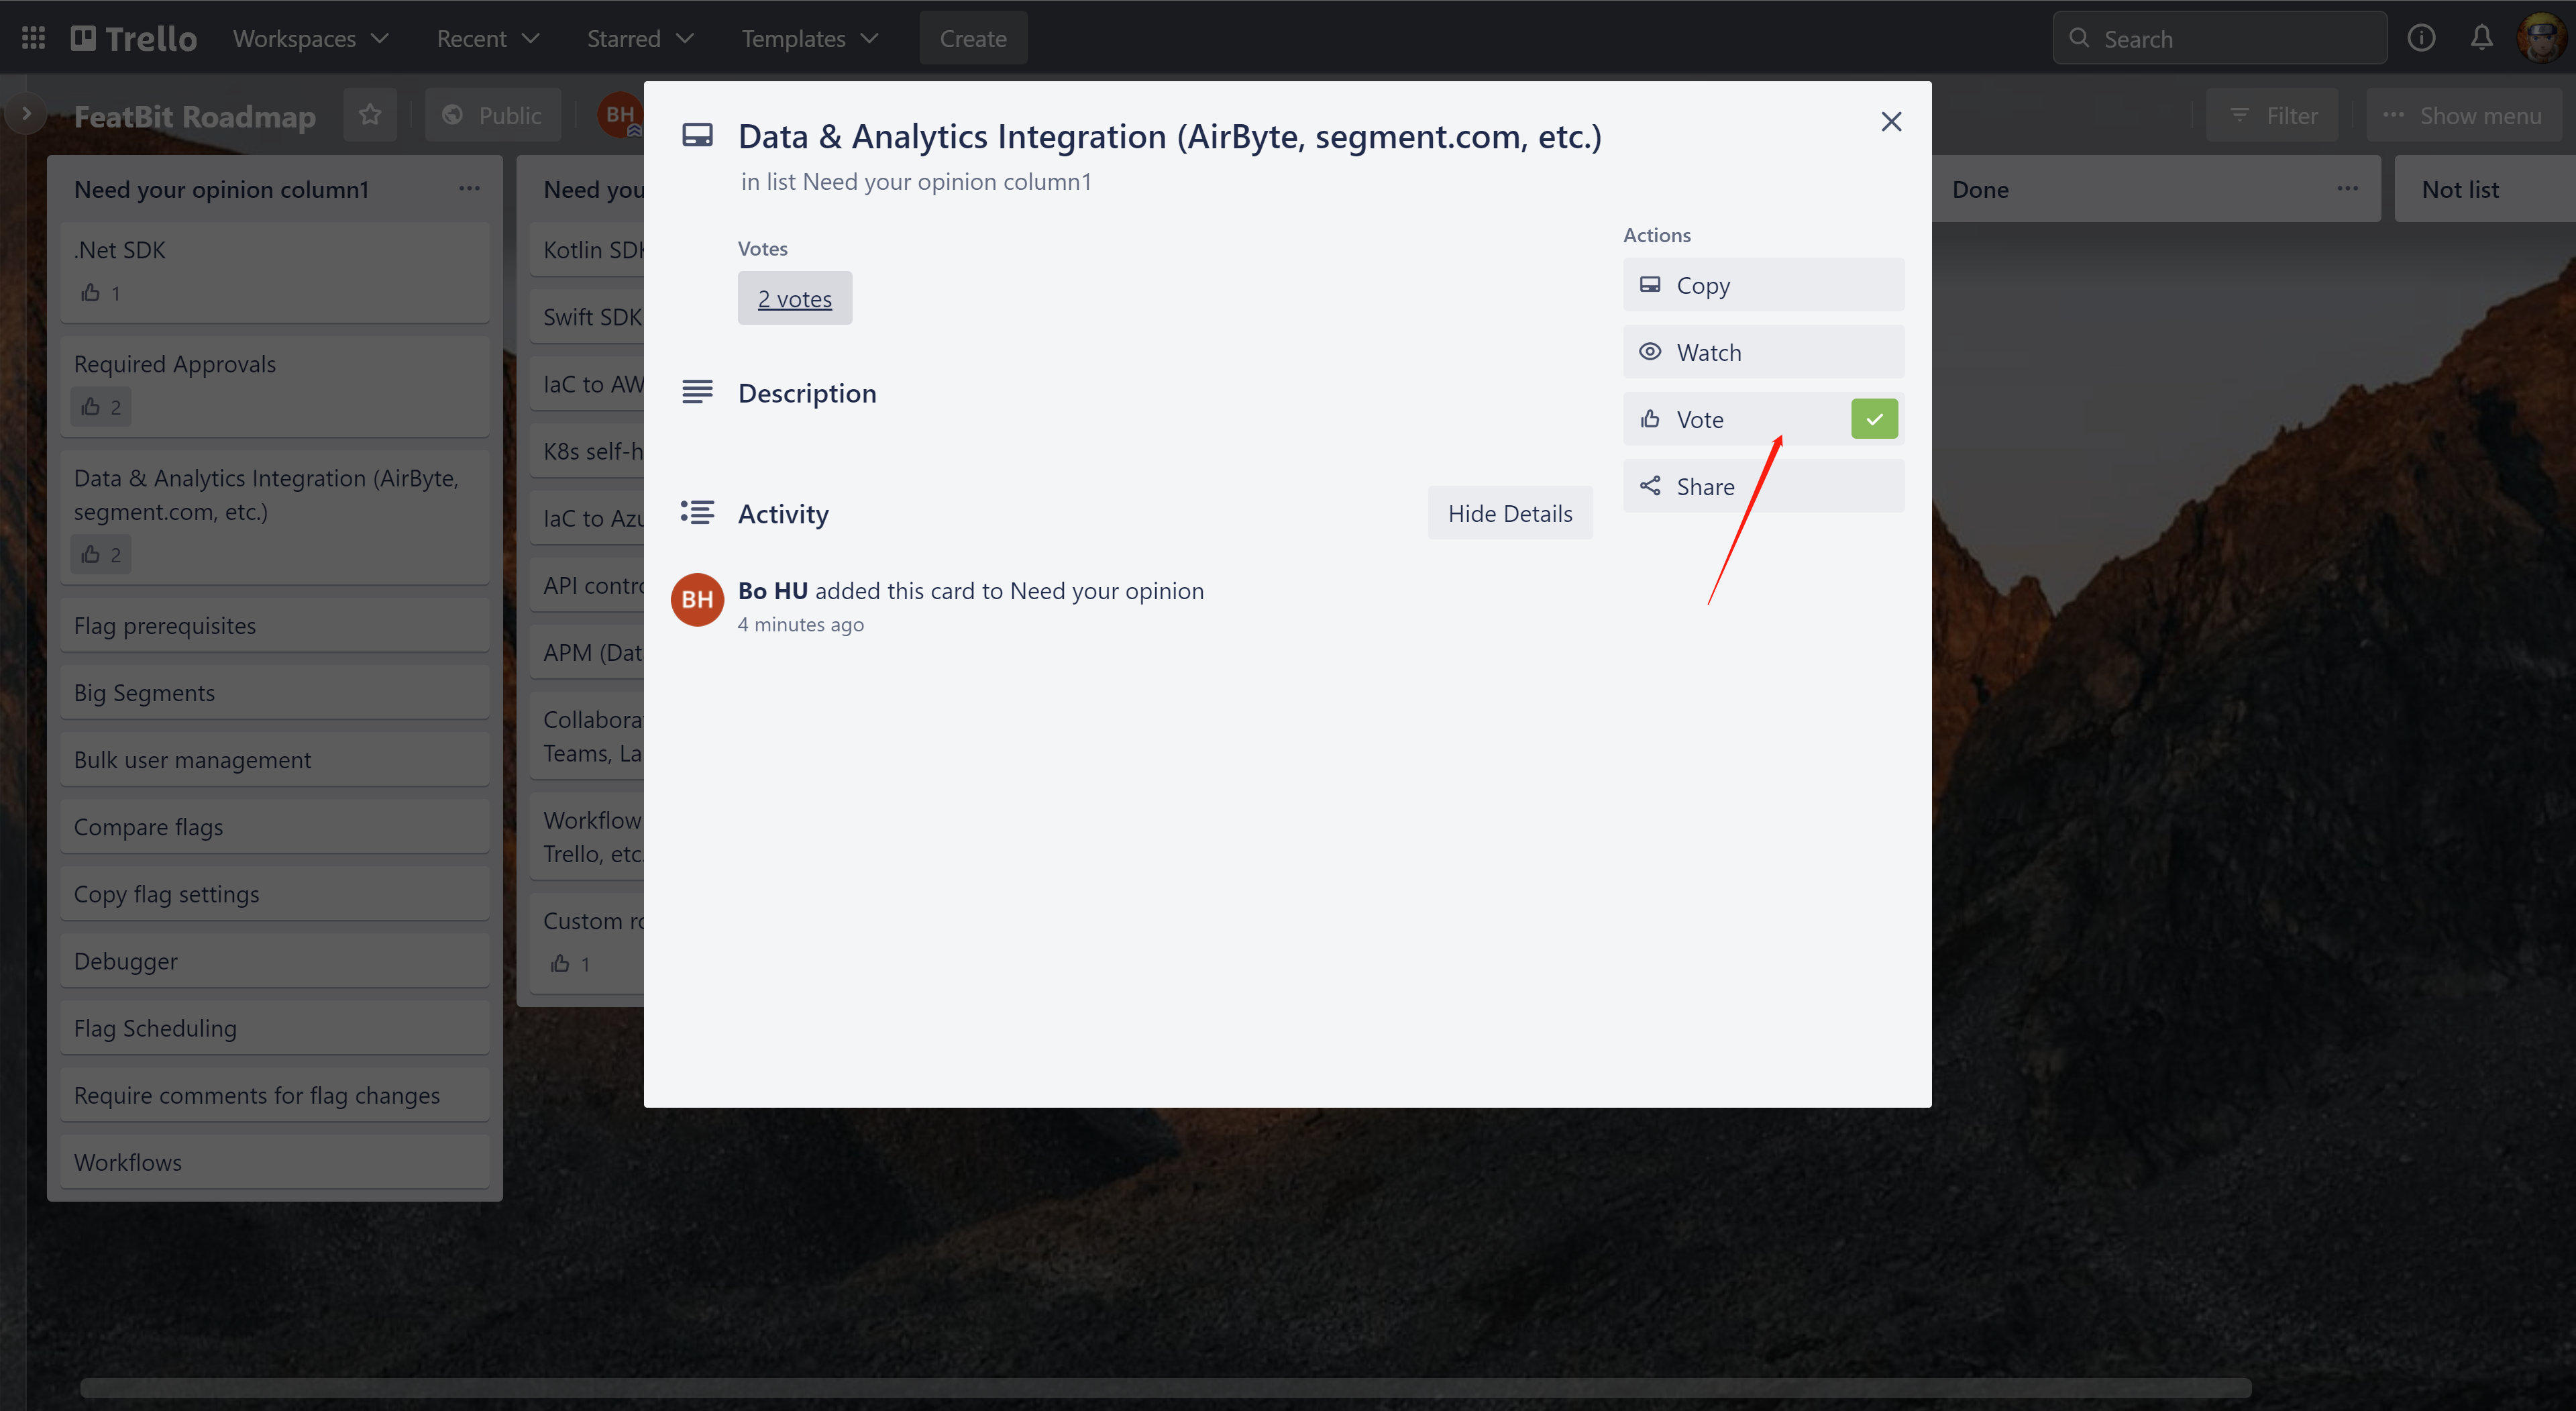 Trello
Workspaces
Recent
Starred
Templates
Create
Search
FeatBit Roadmap
Public
BH
Filter
Show menu
Need your opinion column1
.Net SDK
1
Required Approvals
2
Data & Analytics Integration (AirByte,
segment.com, etc.)
2
Flag prerequisites
Big Segments
Bulk user management
Compare flags
Copy flag settings
Debugger
Flag Scheduling
Require comments for flag changes
Workflows
Need you
Kotlin SDK
Swift SDK
IaC to AW
K8s self-h
IaC to Azu
API contro
APM (Dat
Collabora
Teams, La
Workflow
Trello, etc
Custom ro
1
Data & Analytics Integration (AirByte, segment.com, etc.)
in list Need your opinion column1
Votes
2 votes
Description
Activity
Hide Details
BH
Bo HU added this card to Need your opinion
4 minutes ago
Actions
Copy
Watch
Vote
Share
Done
Not list